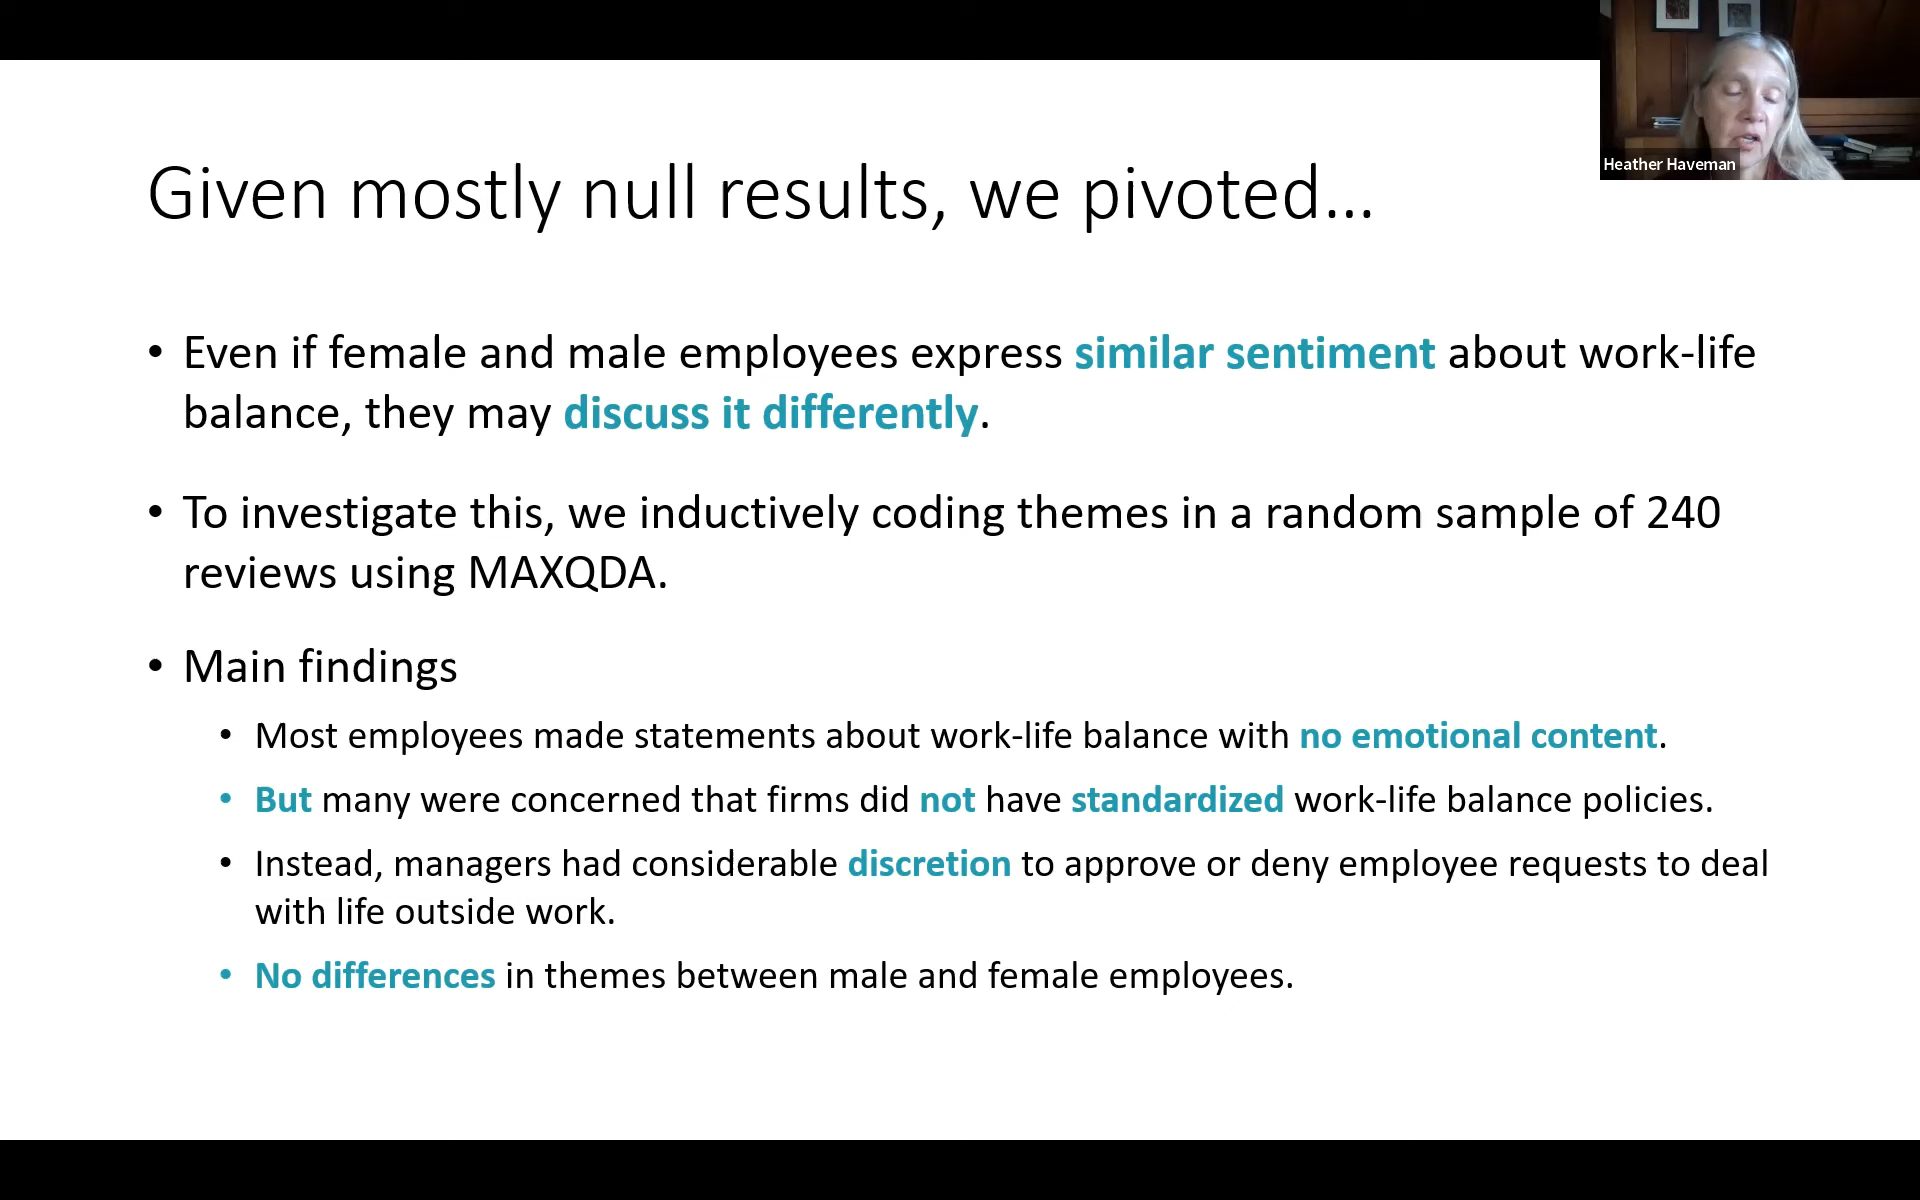 Heather Haveman
Given mostly null results, we pivoted...
• Even if female and male employees express similar sentiment about work-life
balance, they may discuss it differently.
• To investigate this, we inductively coding themes in a random sample of 240
reviews using MAXQDA.
• Main findings
• Most employees made statements about work-life balance with no emotional content.
• But many were concerned that firms did not have standardized work-life balance policies.
• Instead, managers had considerable discretion to approve or deny employee requests to deal
with life outside work.
• No differences in themes between male and female employees.